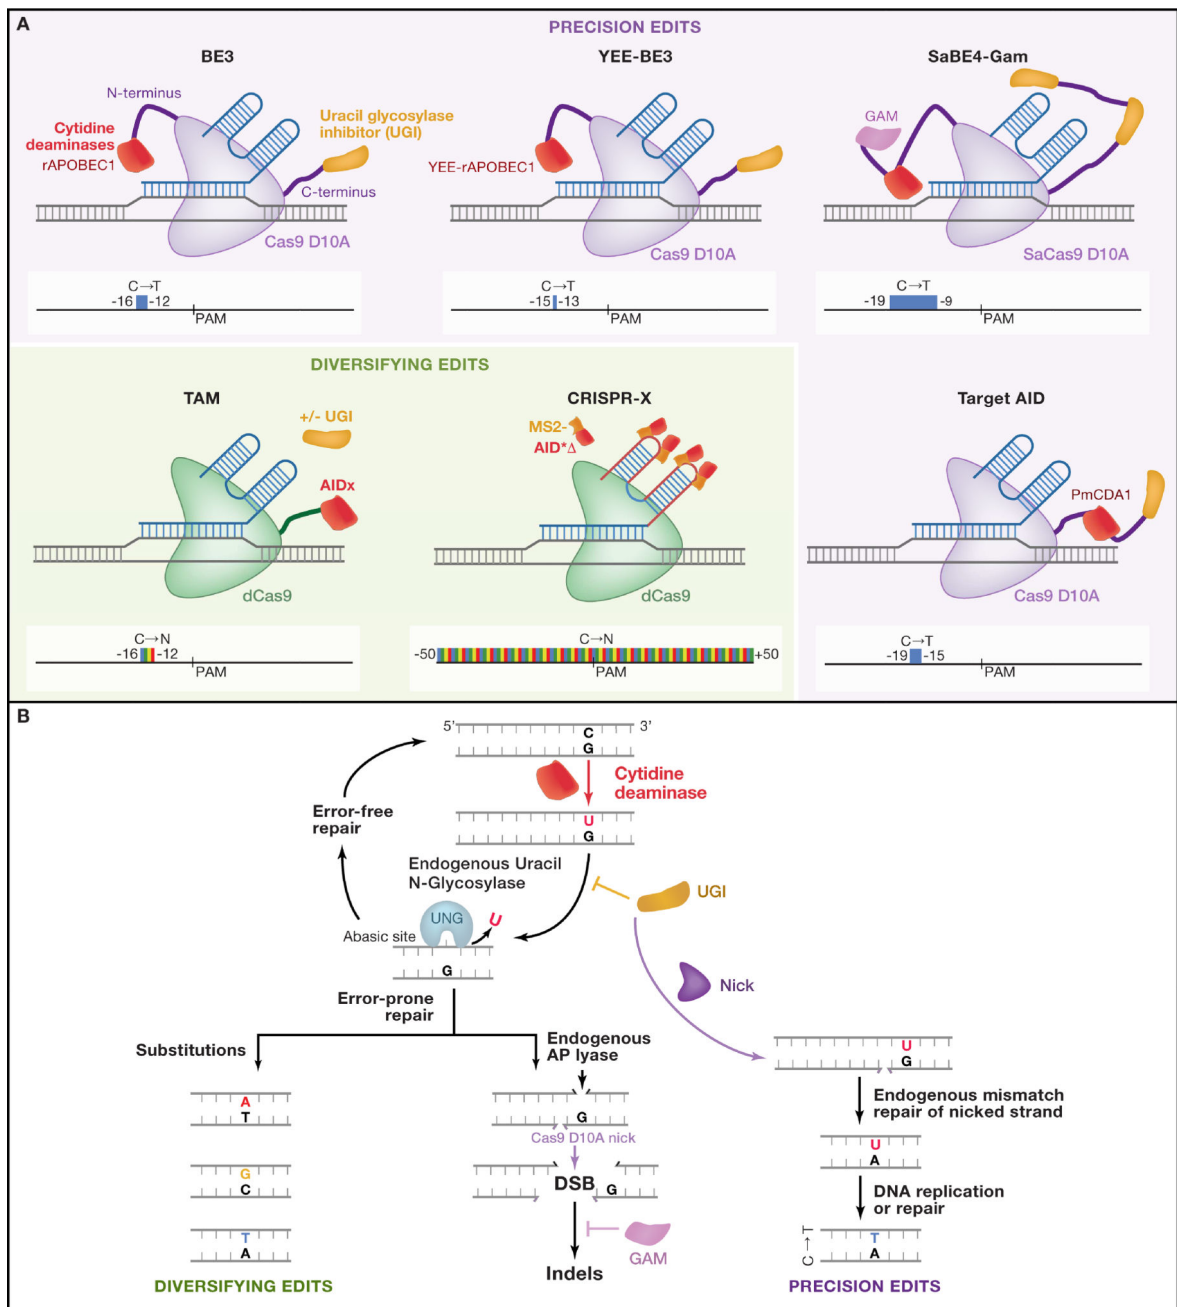 A
PRECISION EDITS
BE3
YEE-BE3
SaBE4-Gam
N-terminus
Cytidine
deaminases
rAPOBEC1
Uracil glycosylase
inhibitor (UGI)
C-terminus
Cas9 D10A
YEE-rAPOBEC1
Cas9 D10A
GAM
SaCas9 D10A
C→T
-16 -12
PAM
C→T
-15 -13
PAM
C→T
-19 -9
PAM
DIVERSIFYING EDITS
TAM
CRISPR-X
Target AID
+/- UGI
AIDx
dCas9
MS2-
AID*Δ
dCas9
PmCDA1
Cas9 D10A
C→N
-16 -12
PAM
C→N
-50 +50
PAM
C→T
-19 -15
PAM
B
5' 3'
C
G
Cytidine
deaminase
U
G
Error-free
repair
Endogenous Uracil
N-Glycosylase
UGI
UNG
U
Abasic site
G
Nick
Error-prone
repair
Substitutions
Endogenous
AP lyase
U
G
A
T
G
Cas9 D10A nick
Endogenous mismatch
repair of nicked strand
U
A
G
C
DSB
G
DNA replication
or repair
T
A
GAM
Indels
C→T
T
A
DIVERSIFYING EDITS
PRECISION EDITS